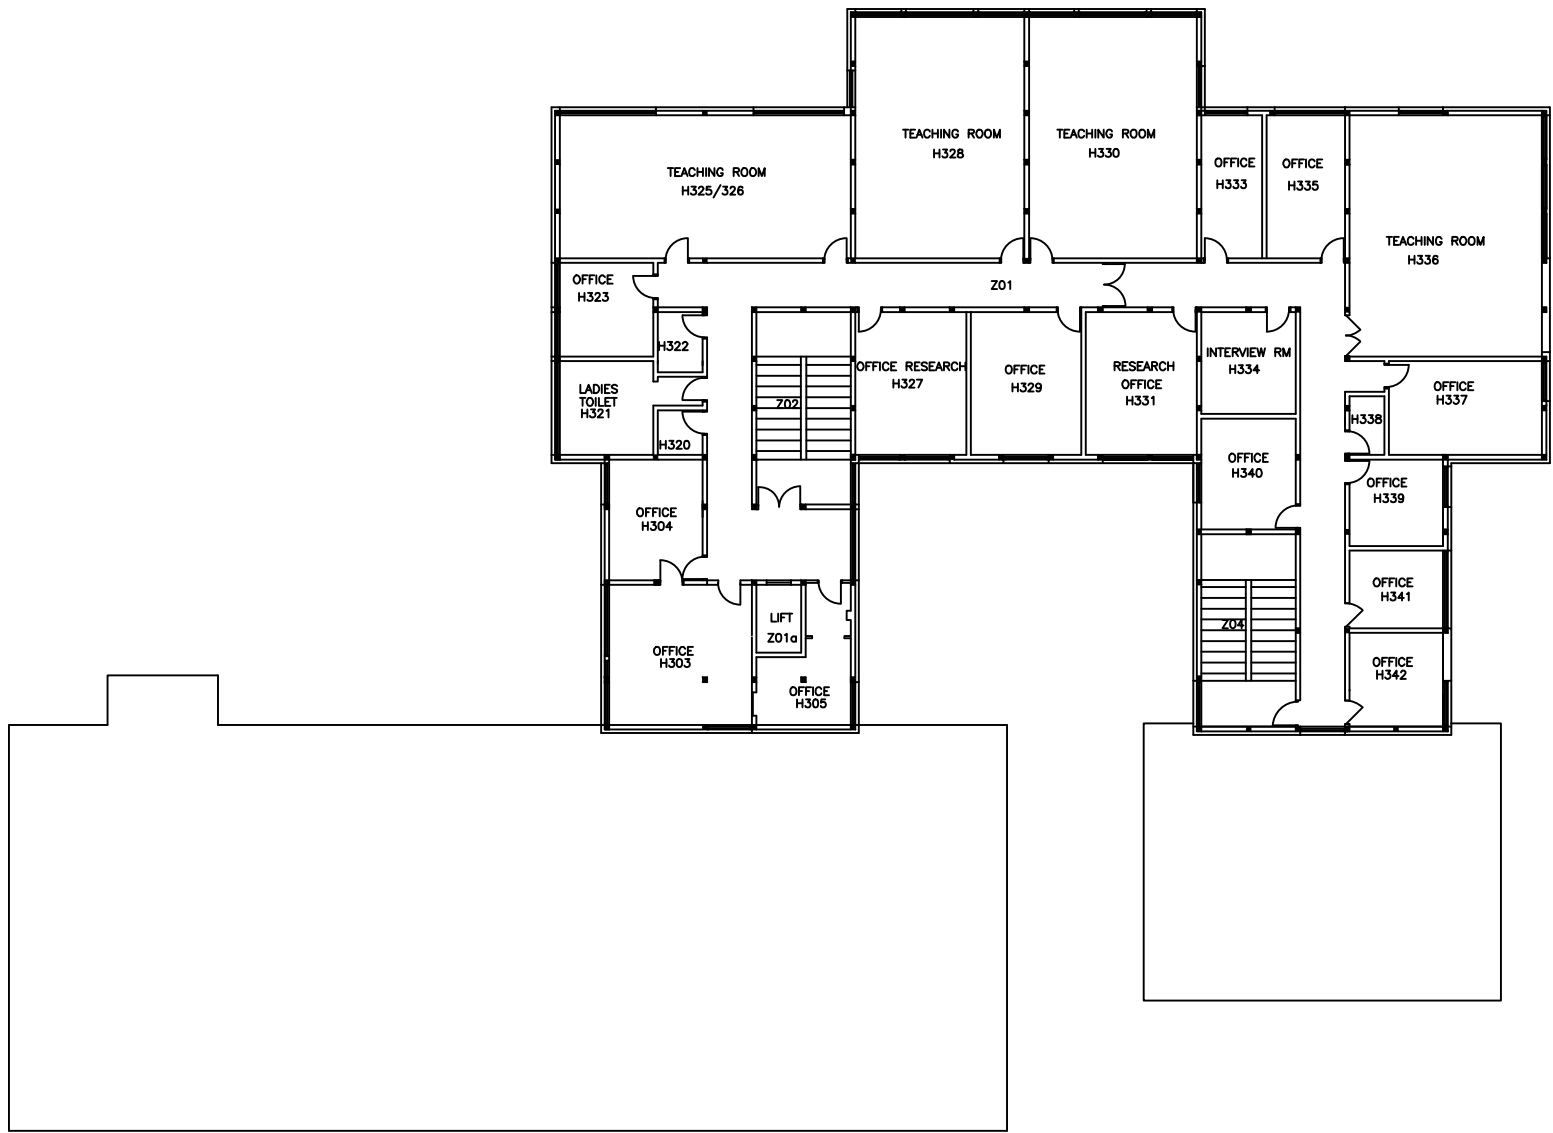 TEACHING ROOM
H328
TEACHING ROOM
H330
TEACHING ROOM
H325/326
OFFICE
H333
OFFICE
H335
TEACHING ROOM
H336
OFFICE
H323
Z01
H322
OFFICE RESEARCH
H327
OFFICE
H329
RESEARCH
OFFICE
H331
INTERVIEW RM
H334
OFFICE
H337
LADIES
TOILET
H321
Z02
H338
H320
OFFICE
H340
OFFICE
H339
OFFICE
H304
OFFICE
H341
LIFT
Z01a
Z04
OFFICE
H303
OFFICE
H342
OFFICE
H305